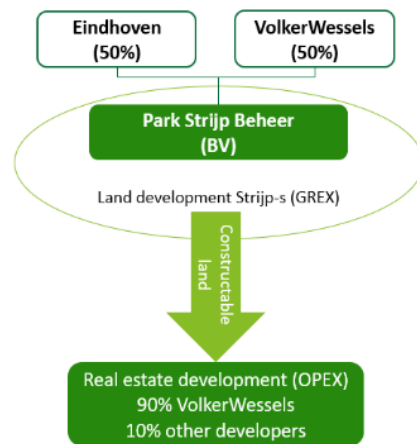 Eindhoven
(50%)
VolkerWessels
(50%)
Park Strijp Beheer
(BV)
Land development Strijp-s (GREX)
Constructable
land
Real estate development (OPEX)
90% VolkerWessels
10% other developers